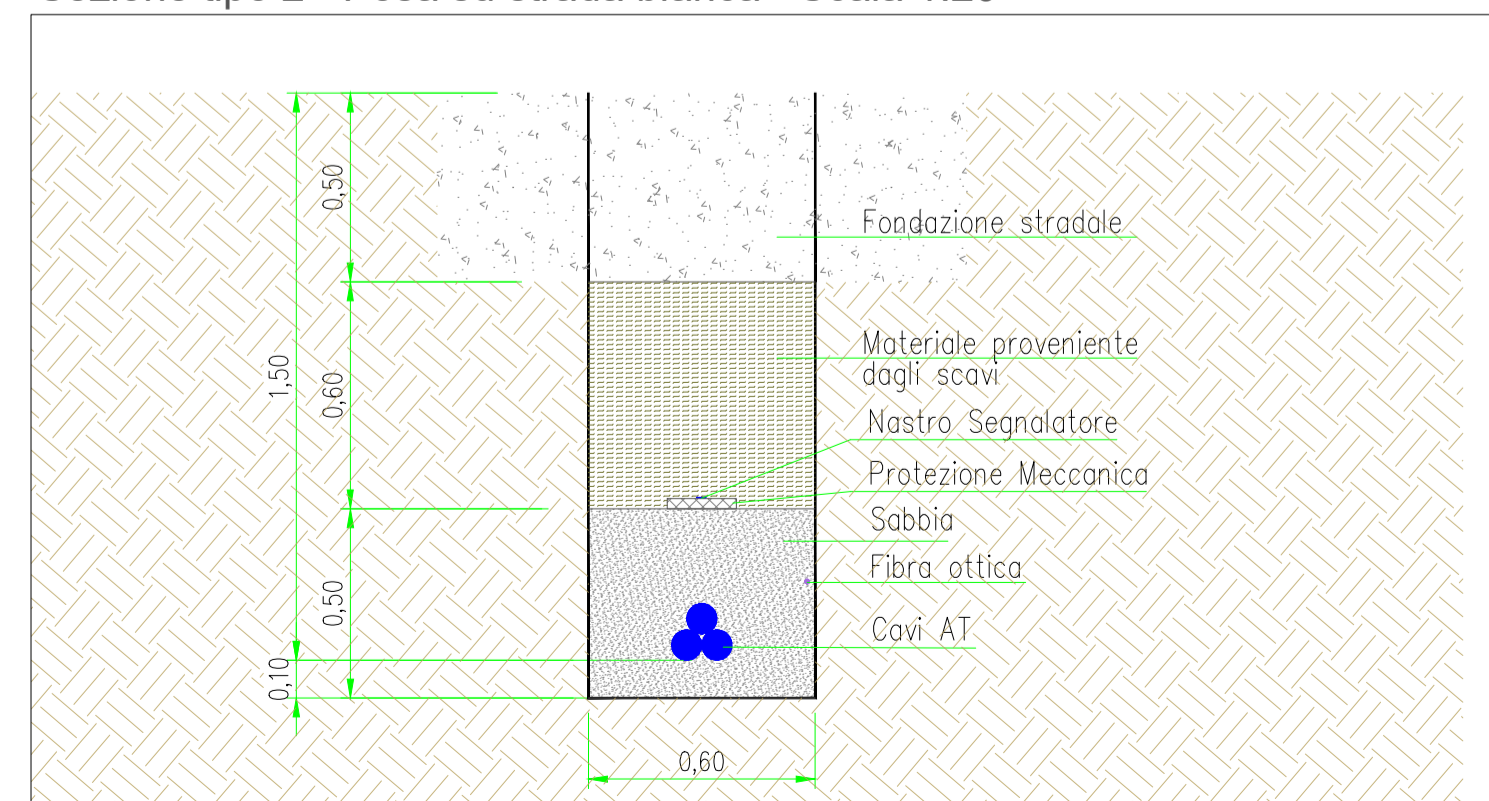 0,50
Fondazione stradale
1,50
0,60
Materiale proveniente
dagli scavi
Nastro Segnalatore
Protezione Meccanica
Sabbia
Fibra ottica
0,50
Cavi AT
0,10
0,60